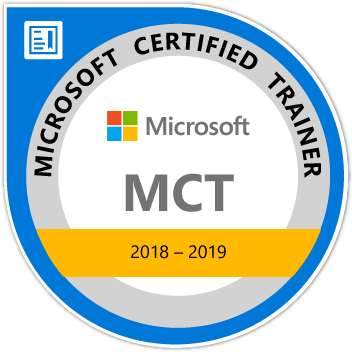 MICROSOFT CERTIFIED TRAINER
Microsoft
MCT
2018 – 2019